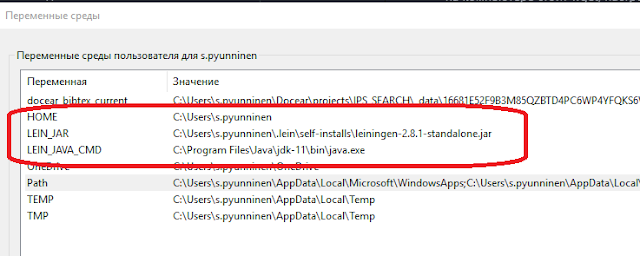 Переменные среды
Переменные среды пользователя для s.pyunninen
Переменная Значение
docear_bibtex_current C:\Users\s.pyunninen\Docear\projects\IPS_SEARCH\_data\16681E52F9B3M85QZBTD4PC6WP4YFQKS6
HOME C:\Users\s.pyunninen
LEIN_JAR C:\Users\s.pyunninen\.lein\self-installs\leiningen-2.8.1-standalone.jar
LEIN_JAVA_CMD C:\Program Files\Java\jdk-11\bin\java.exe
OneDrive C:\Users\s.pyunninen\OneDrive
Path C:\Users\s.pyunninen\AppData\Local\Microsoft\WindowsApps;C:\Users\s.pyunninen\AppData\Local
TEMP C:\Users\s.pyunninen\AppData\Local\Temp
TMP C:\Users\s.pyunninen\AppData\Local\Temp